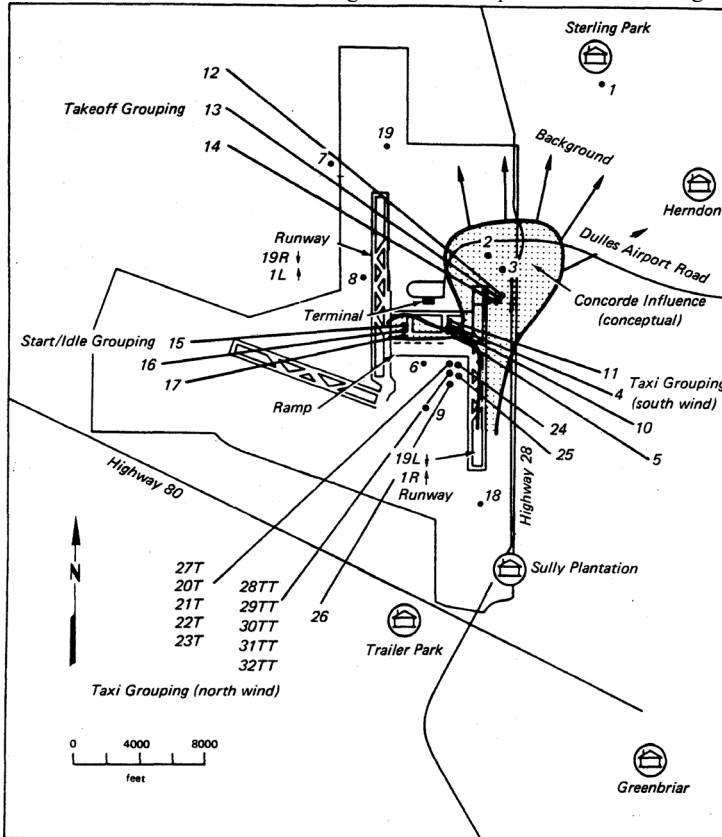 Sterling Park
1
12
Takeoff Grouping 13
14
19
7
Background
Herndon
Dulles Airport Road
2
3
Runway
19R ↓
1L ↑
8
Terminal
Concorde Influence
(conceptual)
Start/Idle Grouping 15
16
17
Ramp
6
9
11
4 Taxi Grouping
(south wind)
10
5
24
25
19L ↓
1R ↑
Runway
18
Highway 28
Highway 80
N
27T
20T
21T
22T
23T
28TT
29TT
30TT
31TT
32TT
26
Taxi Grouping (north wind)
Sully Plantation
Trailer Park
Greenbriar
0 4000 8000
feet